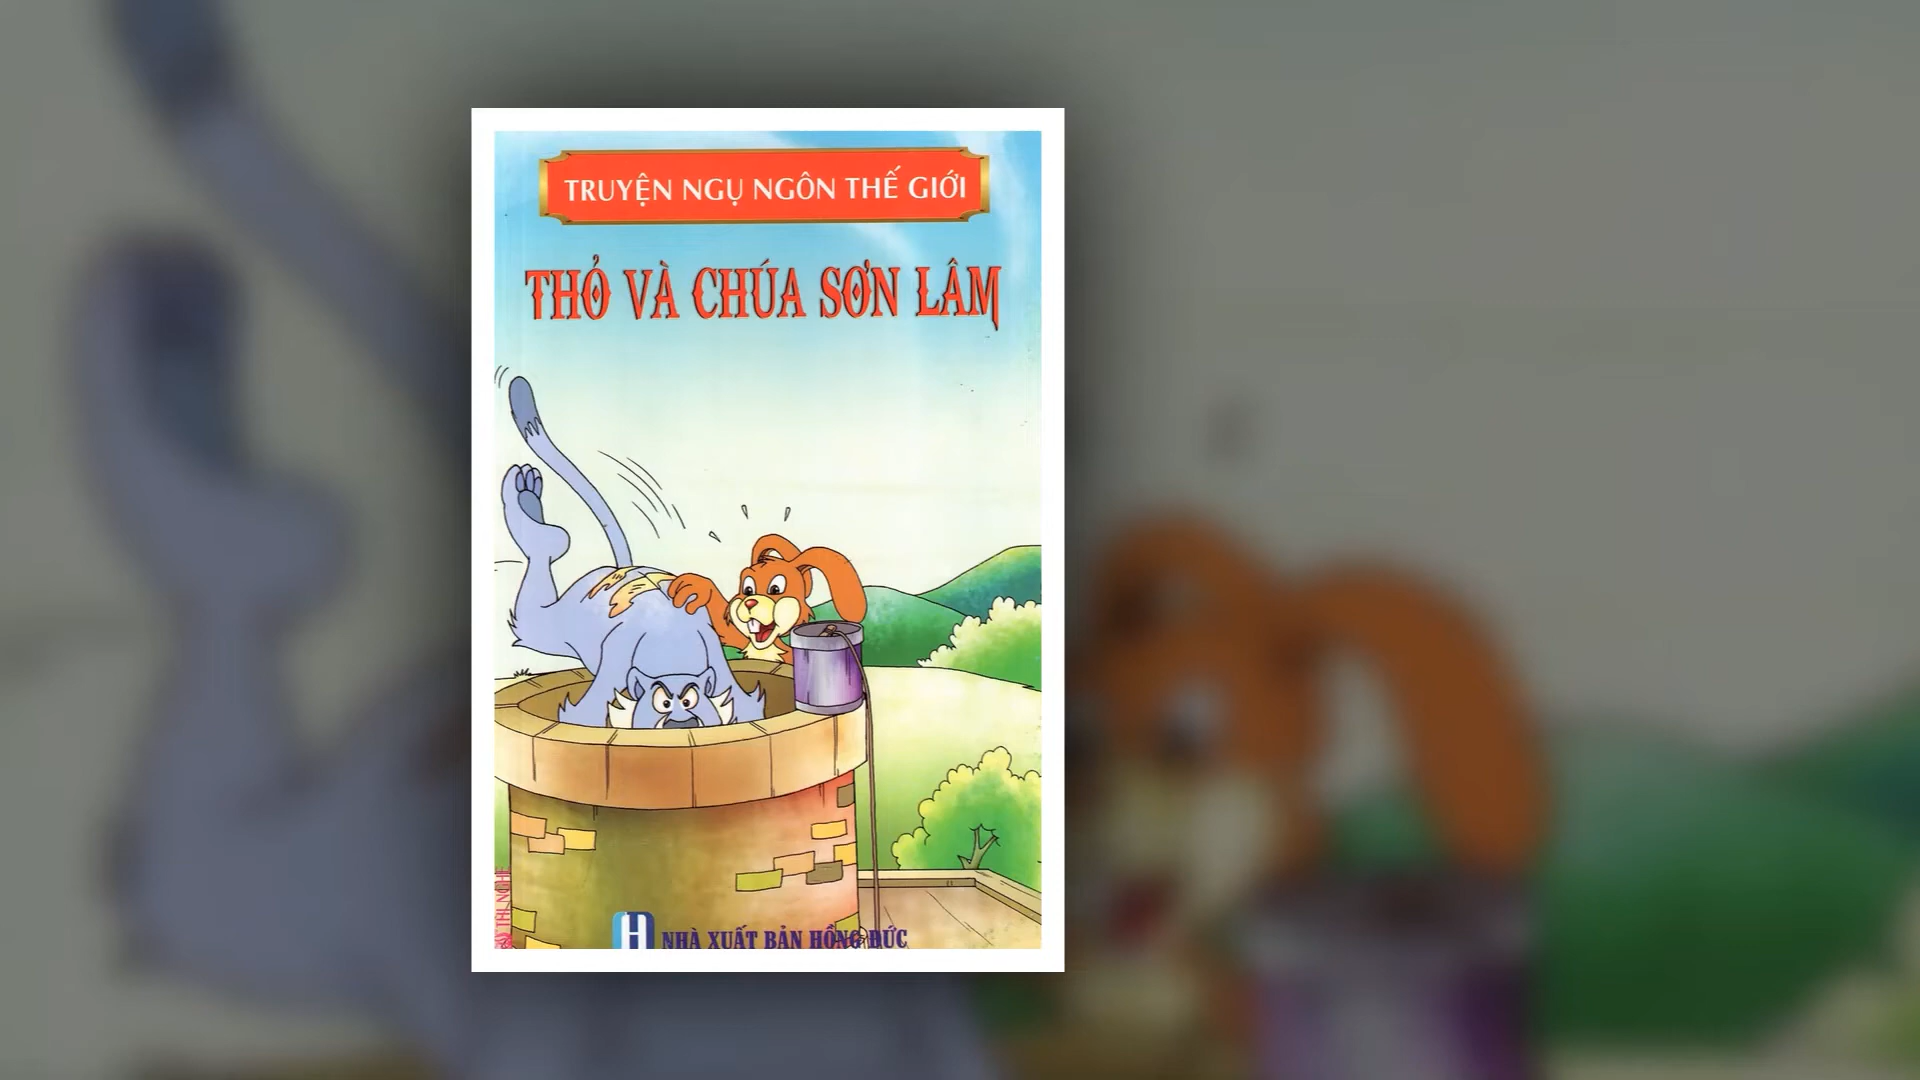 TRUYỆN NGỤ NGÔN THẾ GIỚI
THỎ VÀ CHÚA SƠN LÂM
H NHÀ XUẤT BẢN HỒNG ĐỨC